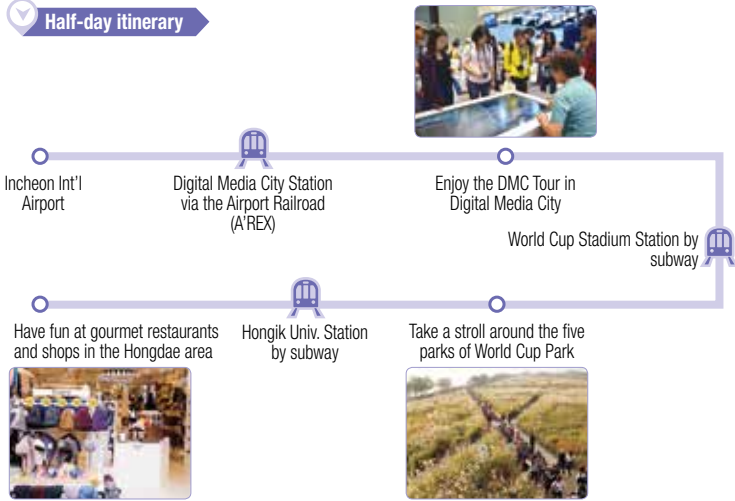 Half-day itinerary
Incheon Int'l
Airport
Digital Media City Station
via the Airport Railroad
(A'REX)
Enjoy the DMC Tour in
Digital Media City
World Cup Stadium Station by
subway
Take a stroll around the five
parks of World Cup Park
Hongik Univ. Station
by subway
Have fun at gourmet restaurants
and shops in the Hongdae area